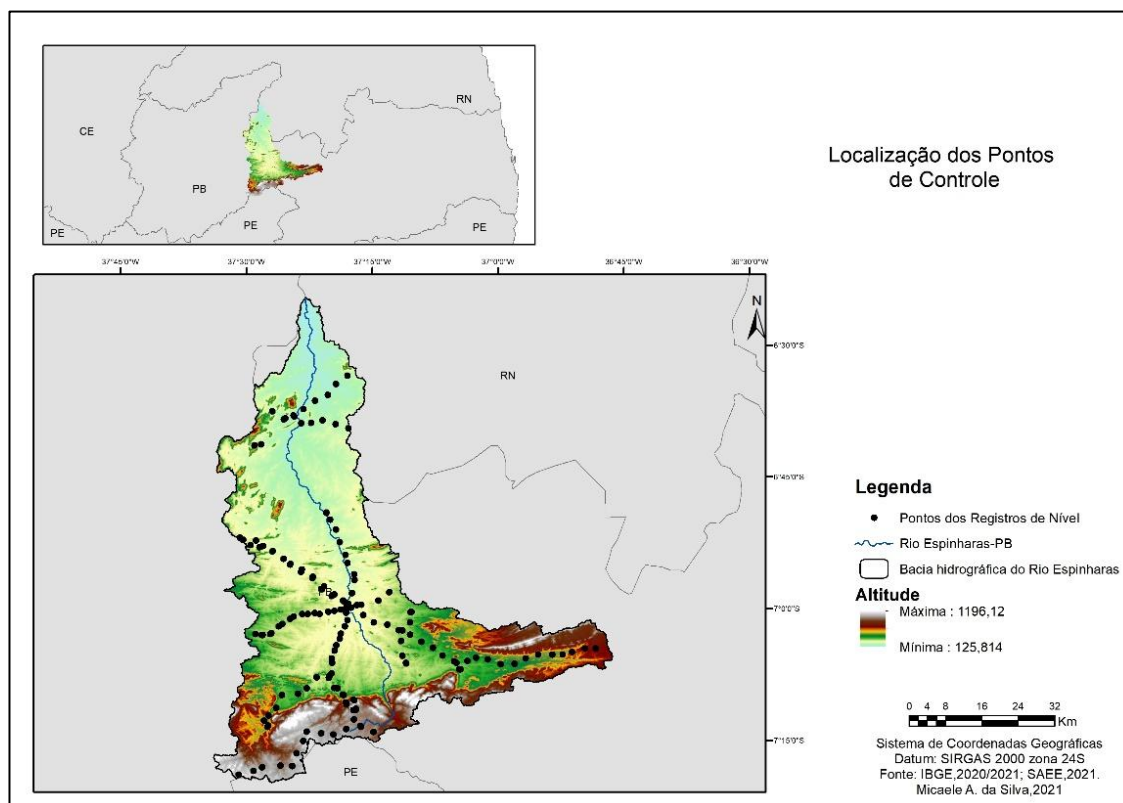 CE
RN
PB
PE
PE
PE
Localização dos Pontos
de Controle
37°45'0"W
37°30'0"W
37°15'0"W
37°0'0"W
36°45'0"W
36°30'0"W
N
RN
6°30'0"S
6°45'0"S
7°0'0"S
7°15'0"S
PB
PE
Legenda
Pontos dos Registros de Nível
Rio Espinharas-PB
Bacia hidrográfica do Rio Espinharas
Altitude
Máxima : 1196,12
Mínima : 125,814
0 4 8 16 24 32
Km
Sistema de Coordenadas Geográficas
Datum: SIRGAS 2000 zona 24S
Fonte: IBGE,2020/2021; SAEE,2021.
Micaele A. da Silva,2021